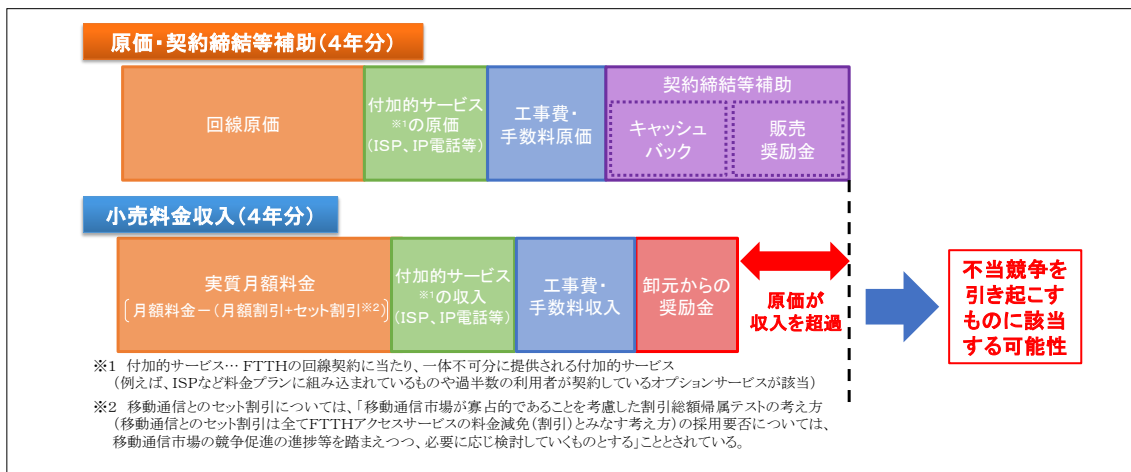 原価・契約締結等補助(4年分)
回線原価
付加的サービス
※1の原価
(ISP、IP電話等)
工事費・
手数料原価
契約締結等補助
キャッシュ
バック
販売
奨励金
小売料金収入(4年分)
実質月額料金
月額料金－(月額割引+セット割引※2)
付加的サービス
※1の収入
(ISP、IP電話等)
工事費・
手数料収入
卸元からの
奨励金
原価が
収入を超過
不当競争を
引き起こす
ものに該当
する可能性
※1 付加的サービス… FTTHの回線契約に当たり、一体不可分に提供される付加的サービス
(例えば、ISPなど料金プランに組み込まれているものや過半数の利用者が契約しているオプションサービスが該当)
※2 移動通信とのセット割引については、「移動通信市場が寡占的であることを考慮した割引総額帰属テストの考え方
(移動通信とのセット割引は全てFTTHアクセスサービスの料金減免(割引)とみなす考え方)の採用要否については、
移動通信市場の競争促進の進捗等を踏まえつつ、必要に応じ検討していくものとする」こととされている。